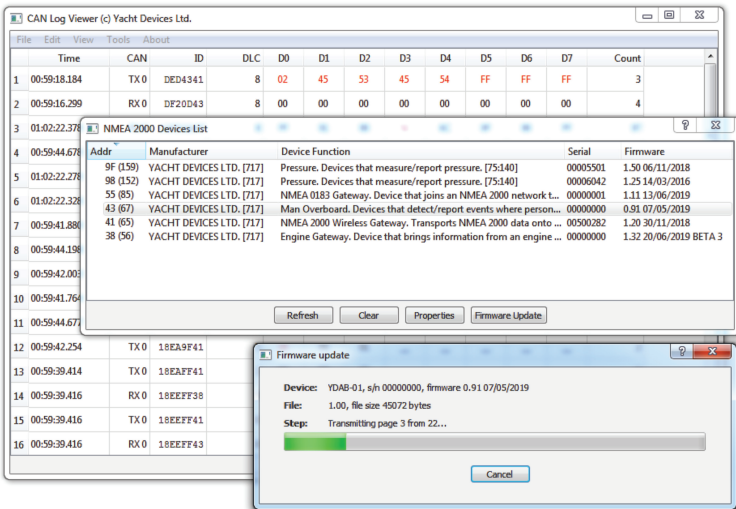 CAN Log Viewer (c) Yacht Devices Ltd.
File Edit View Tools About
Time CAN ID DLC D0 D1 D2 D3 D4 D5 D6 D7 Count
1 00:59:18.184 TX 0 DED4341 8 02 45 53 45 54 FF FF FF 3
2 00:59:16.299 RX 0 DF20D43 8 00 00 00 00 00 00 00 00 4
3 01:02:22.378
NMEA 2000 Devices List
Addr Manufacturer Device Function Serial Firmware
4 00:59:44.678 9F (159) YACHT DEVICES LTD. [717] Pressure. Devices that measure/report pressure. [75:140] 00005501 1.50 06/11/2018
98 (152) YACHT DEVICES LTD. [717] Pressure. Devices that measure/report pressure. [75:140] 00006042 1.25 14/03/2016
5 01:02:22.278 55 (85) YACHT DEVICES LTD. [717] NMEA 0183 Gateway. Device that joins an NMEA 2000 network t... 00000001 1.11 13/06/2019
43 (67) YACHT DEVICES LTD. [717] Man Overboard. Devices that detect/report events where person... 00000000 0.91 07/05/2019
6 01:02:22.328 41 (65) YACHT DEVICES LTD. [717] NMEA 2000 Wireless Gateway. Transports NMEA 2000 data onto ... 00500282 1.20 30/11/2018
38 (56) YACHT DEVICES LTD. [717] Engine Gateway. Device that brings information from an engine ... 00000000 1.32 20/06/2019 BETA 3
7 00:59:41.880
8 00:59:44.198
9 00:59:42.003
10 00:59:41.764
Refresh Clear Properties Firmware Update
11 00:59:44.677
12 00:59:42.254 TX 0 18EA9F41
Firmware update
13 00:59:39.414 TX 0 18EAFF41
Device: YDAB-01, s/n 00000000, firmware 0.91 07/05/2019
14 00:59:39.416 RX 0 18EEFF38
File: 1.00, file size 45072 bytes
15 00:59:39.416 TX 0 18EEFF41
Step: Transmitting page 3 from 22...
16 00:59:39.416 RX 0 18EEFF43
Cancel